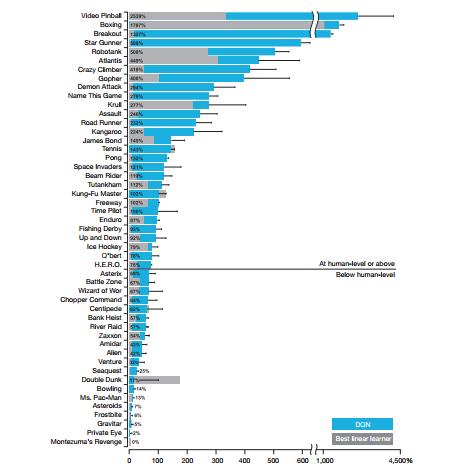 Video Pinball 2539%
Boxing 1707%
Breakout 1327%
Star Gunner 598%
Robotank 508%
Atlantis 449%
Crazy Climber 419%
Gopher 400%
Demon Attack 294%
Name This Game 278%
Krull 277%
Assault 246%
Road Runner 232%
Kangaroo 224%
James Bond 145%
Tennis 143%
Pong 132%
Space Invaders 121%
Beam Rider 119%
Tutankham 112%
Kung-Fu Master 102%
Freeway 102%
Time Pilot 100%
Enduro 97%
Fishing Derby 93%
Up and Down 92%
Ice Hockey 79%
Q*bert 78%
H.E.R.O. 76%
At human-level or above
Asterix 69%
Below human-level
Battle Zone 67%
Wizard of Wor 67%
Chopper Command 64%
Centipede 62%
Bank Heist 57%
River Raid 57%
Zaxxon 54%
Amidar 43%
Alien 42%
Venture 32%
Seaquest 25%
Double Dunk 17%
Bowling 14%
Ms. Pac-Man 13%
Asteroids 7%
Frostbite 6%
Gravitar 5%
Private Eye 2%
Montezuma's Revenge 0%
DQN
Best linear learner
0 100 200 300 400 500 600 1,000 4,500%